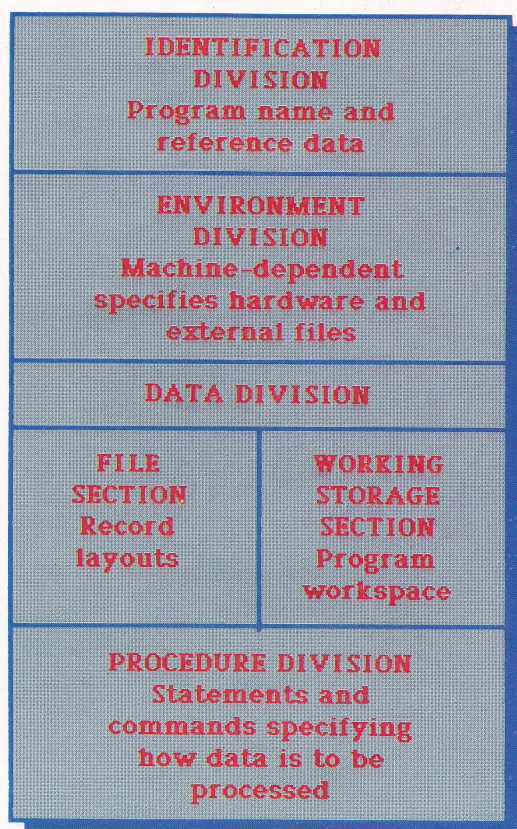 IDENTIFICATION
DIVISION
Program name and
reference data
ENVIRONMENT
DIVISION
Machine-dependent
specifies hardware and
external files
DATA DIVISION
FILE
SECTION
Record
layouts
WORKING
STORAGE
SECTION
Program
workspace
PROCEDURE DIVISION
Statements and
commands specifying
how data is to be
processed